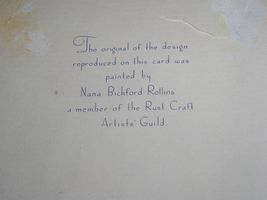 The original of the design
reproduced on this card was
painted by
Nana Bickford Rollins
a member of the Rust Craft
Artists' Guild.